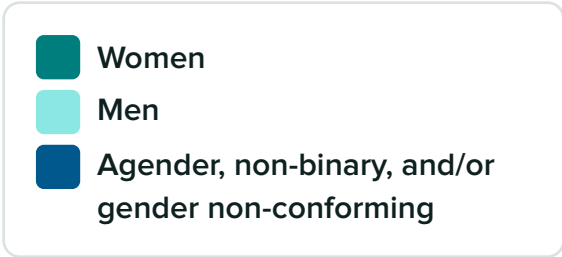 Women
Men
Agender, non-binary, and/or
gender non-conforming